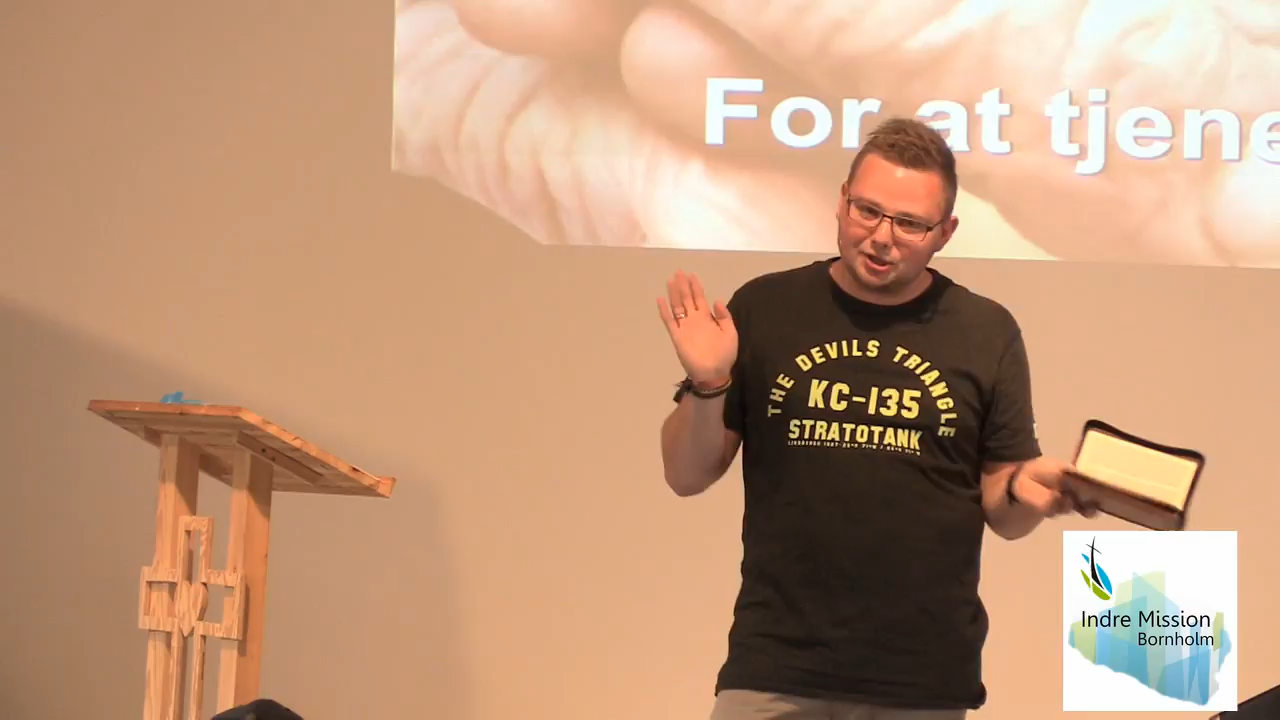 For at tjene
THE DEVILS TRIANGLE
KC-135
STRATOTANK
Indre Mission
Bornholm